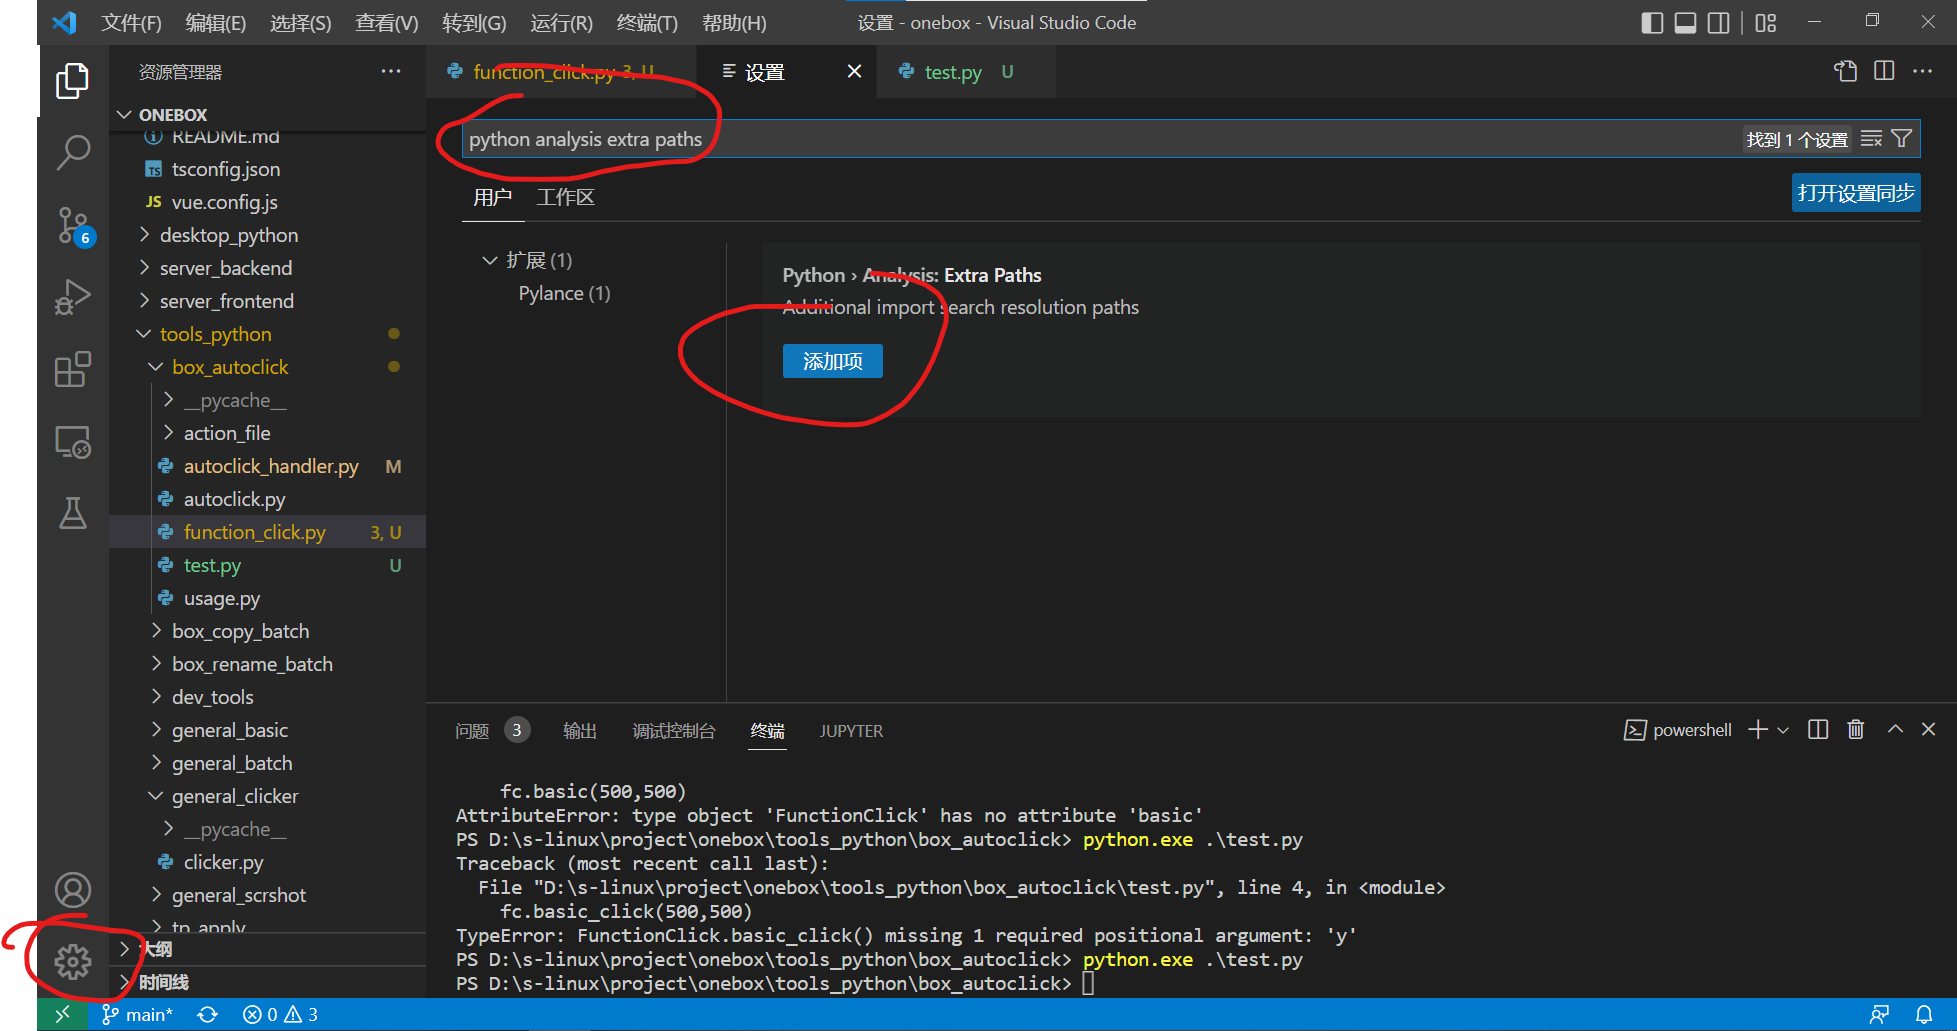 文件(F) 编辑(E) 选择(S) 查看(V) 转到(G) 运行(R) 终端(T) 帮助(H) 设置 - onebox - Visual Studio Code
资源管理器
function_click.py 3, U
设置
test.py U
ONEBOX
README.md
tsconfig.json
vue.config.js
desktop_python
server_backend
server_frontend
tools_python
box_autoclick
__pycache__
action_file
autoclick_handler.py M
autoclick.py
function_click.py 3, U
test.py U
usage.py
box_copy_batch
box_rename_batch
dev_tools
general_basic
general_batch
general_clicker
__pycache__
clicker.py
general_scrshot
tp_apply
大纲
时间线
6
python analysis extra paths 找到 1 个设置
用户 工作区 打开设置同步
扩展 (1)
Pylance (1)
Python › Analysis: Extra Paths
Additional import search resolution paths
添加项
问题 3 输出 调试控制台 终端 JUPYTER powershell
fc.basic(500,500)
AttributeError: type object 'FunctionClick' has no attribute 'basic'
PS D:\s-linux\project\onebox\tools_python\box_autoclick> python.exe .\test.py
Traceback (most recent call last):
File "D:\s-linux\project\onebox\tools_python\box_autoclick\test.py", line 4, in <module>
fc.basic_click(500,500)
TypeError: FunctionClick.basic_click() missing 1 required positional argument: 'y'
PS D:\s-linux\project\onebox\tools_python\box_autoclick> python.exe .\test.py
PS D:\s-linux\project\onebox\tools_python\box_autoclick>
main* 0 3